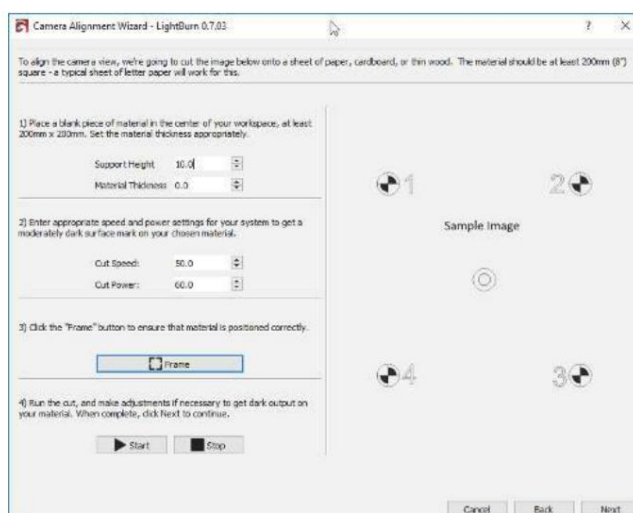 Camera Alignment Wizard - LightBurn 0.7.03
? X
To align the camera view, we're going to cut the image below onto a sheet of paper, cardboard, or thin wood. The material should be at least 200mm (8")
square - a typical sheet of letter paper will work for this.
1) Place a blank piece of material in the center of your workspace, at least
200mm x 200mm. Set the material thickness appropriately.
Support Height 10.0
Material Thickness 0.0
2) Enter appropriate speed and power settings for your system to get a
moderately dark surface mark on your chosen material.
Cut Speed: 50.0
Cut Power: 60.0
3) Click the "Frame" button to ensure that material is positioned correctly.
Frame
4) Run the cut, and make adjustments if necessary to get dark output on
your material. When complete, click Next to continue.
Start Stop
1 2
Sample Image
4 3
Cancel Back Next